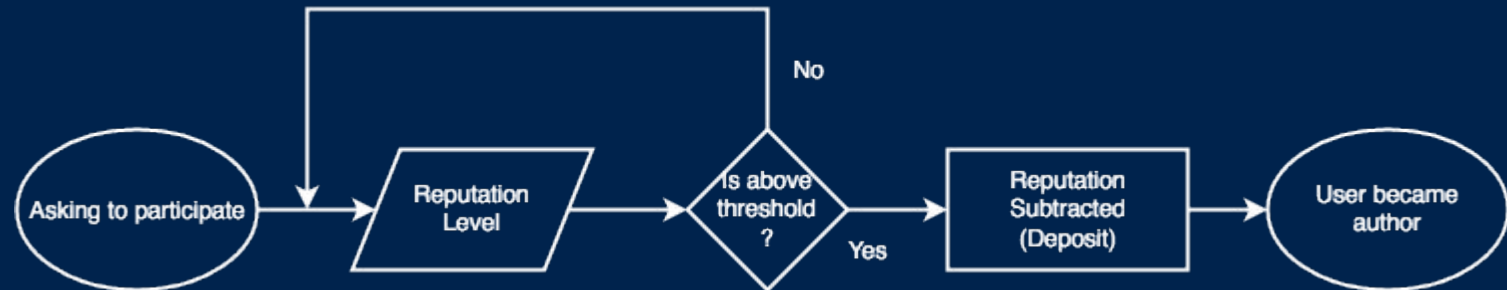 No
Asking to participate
Reputation
Level
Is above
threshold
?
Yes
Reputation
Subtracted
(Deposit)
User became
author